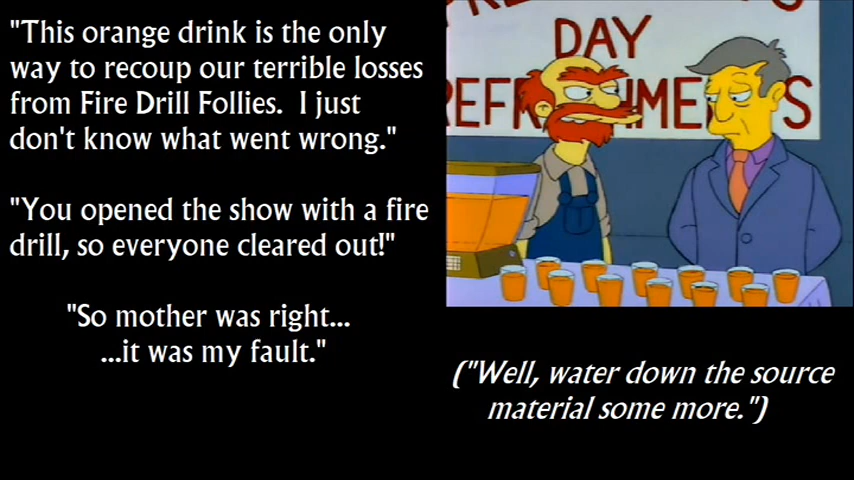 "This orange drink is the only
way to recoup our terrible losses
from Fire Drill Follies.  I just
don't know what went wrong."
"You opened the show with a fire
drill, so everyone cleared out!"
"So mother was right...
...it was my fault."
DAY
("Well, water down the source
material some more.")